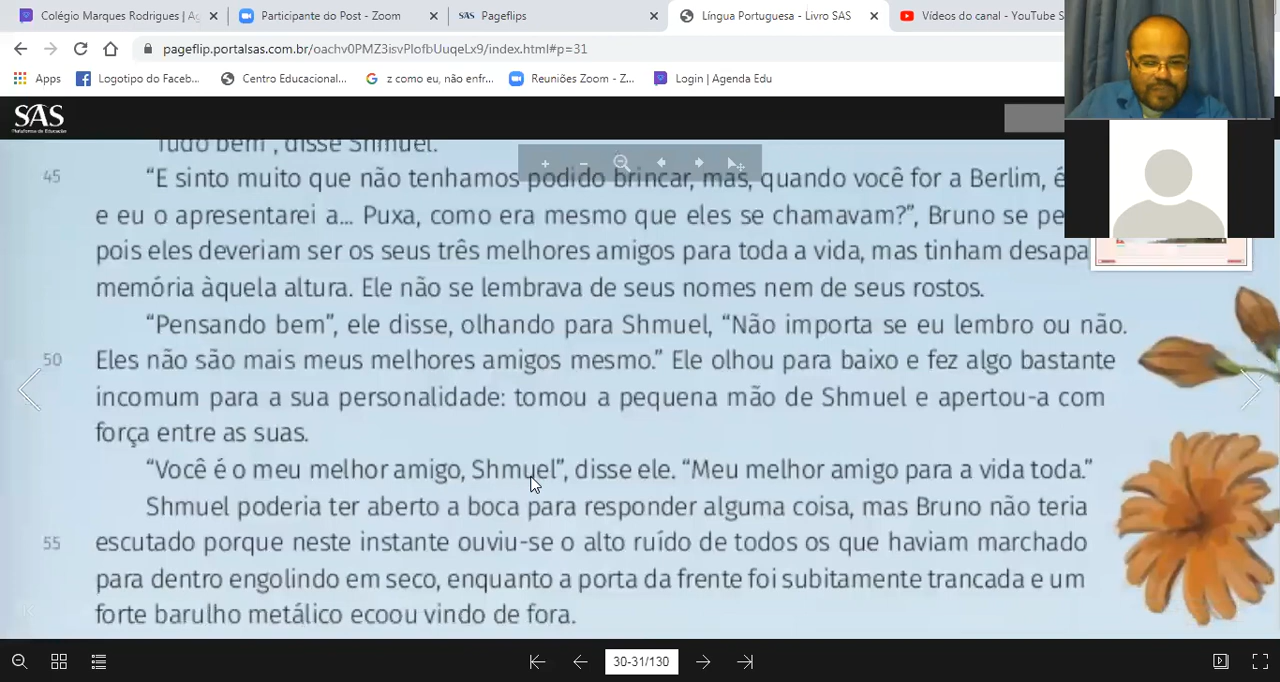 Colégio Marques Rodrigues | Ag
Participante do Post - Zoom
SAS Pageflips
Língua Portuguesa - Livro SAS
Vídeos do canal - YouTube S
pageflip.portalsas.com.br/oachv0PMZ3isvPlofbUuqeLx9/index.html#p=31
Apps
Logotipo do Faceb...
Centro Educacional...
z como eu, não enfr...
Reuniões Zoom - Z...
Login | Agenda Edu
SAS
Plataforma de Educação
Tudo bem", disse Shmuel.
45 “E sinto muito que não tenhamos podido brincar, mas, quando você for a Berlim, é
e eu o apresentarei a... Puxa, como era mesmo que eles se chamavam?”, Bruno se pe
pois eles deveriam ser os seus três melhores amigos para toda a vida, mas tinham desapa
memória àquela altura. Ele não se lembrava de seus nomes nem de seus rostos.
“Pensando bem”, ele disse, olhando para Shmuel, “Não importa se eu lembro ou não.
50 Eles não são mais meus melhores amigos mesmo.” Ele olhou para baixo e fez algo bastante
incomum para a sua personalidade: tomou a pequena mão de Shmuel e apertou-a com
força entre as suas.
“Você é o meu melhor amigo, Shmuel”, disse ele. “Meu melhor amigo para a vida toda.”
Shmuel poderia ter aberto a boca para responder alguma coisa, mas Bruno não teria
55 escutado porque neste instante ouviu-se o alto ruído de todos os que haviam marchado
para dentro engolindo em seco, enquanto a porta da frente foi subitamente trancada e um
forte barulho metálico ecoou vindo de fora.
30-31/130